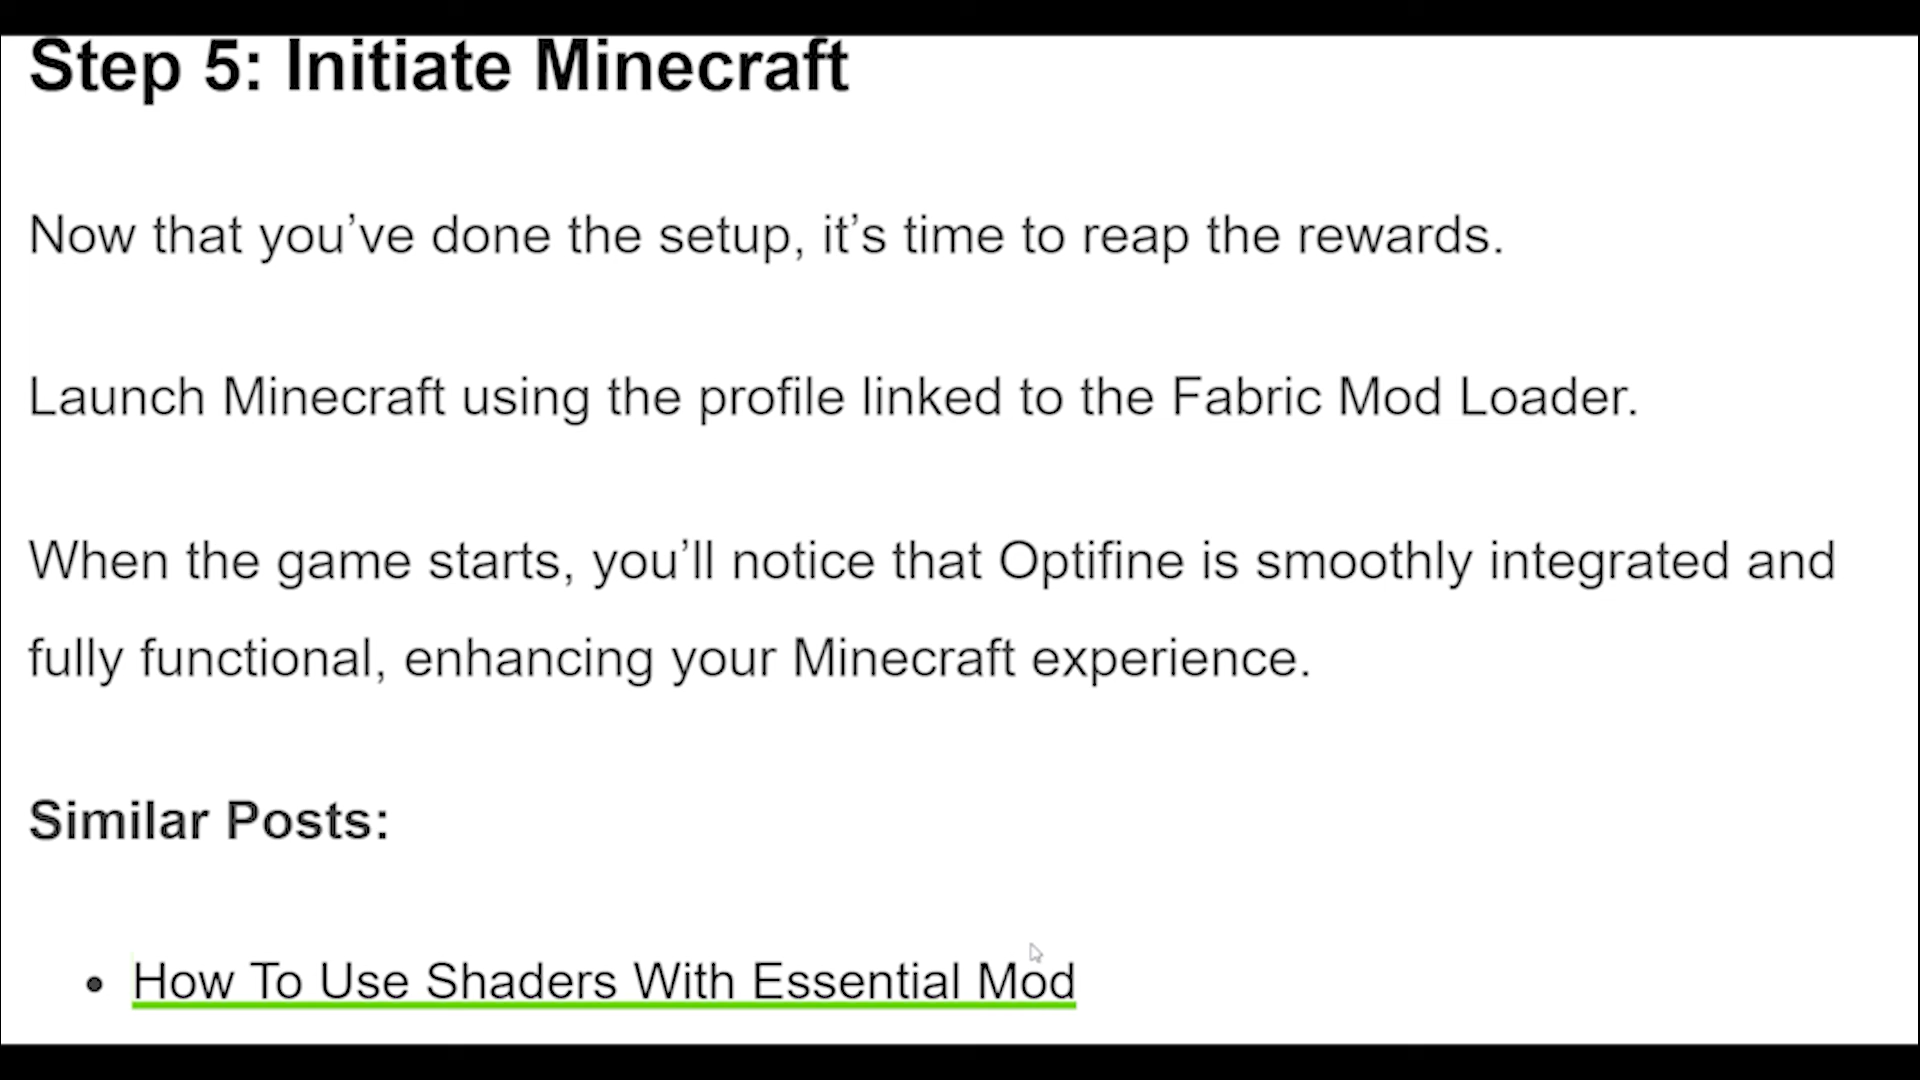 Step 5: Initiate Minecraft
Now that you’ve done the setup, it’s time to reap the rewards.
Launch Minecraft using the profile linked to the Fabric Mod Loader.
When the game starts, you’ll notice that Optifine is smoothly integrated and
fully functional, enhancing your Minecraft experience.
Similar Posts:
• How To Use Shaders With Essential Mod